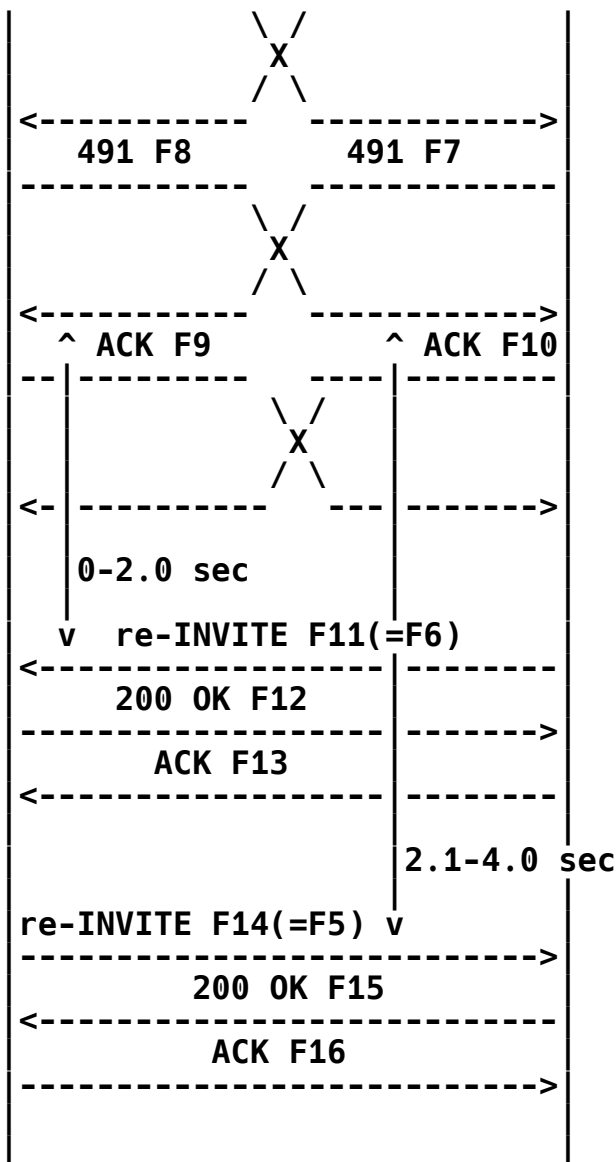 491 F8 491 F7
^ ACK F9 ^ ACK F10
0-2.0 sec
v re-INVITE F11(=F6)
200 OK F12
ACK F13
2.1-4.0 sec
re-INVITE F14(=F5) v
200 OK F15
ACK F16